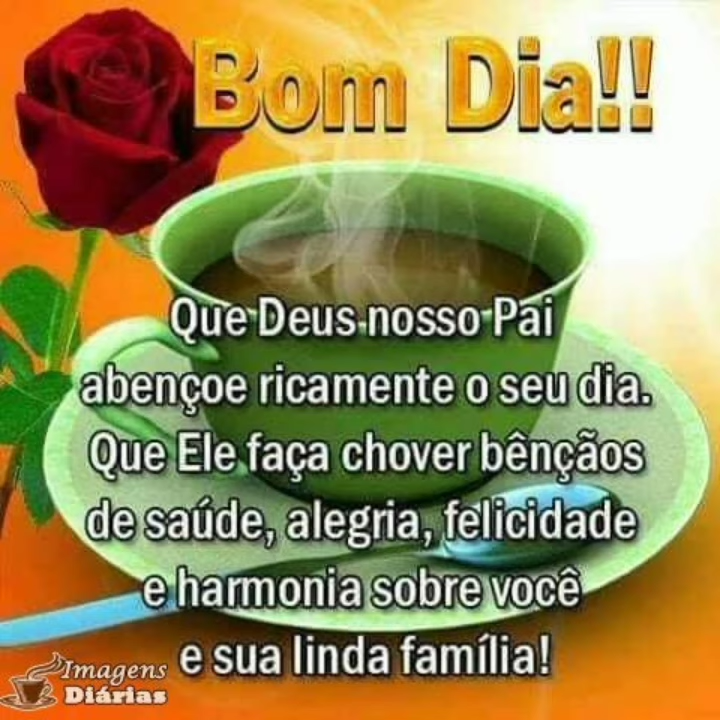 Bom Dia!!
Que Deus nosso Pai
abençoe ricamente o seu dia.
Que Ele faça chover bênçãos
de saúde, alegria, felicidade
e harmonia sobre você
e sua linda família!
Imagens
Diárias